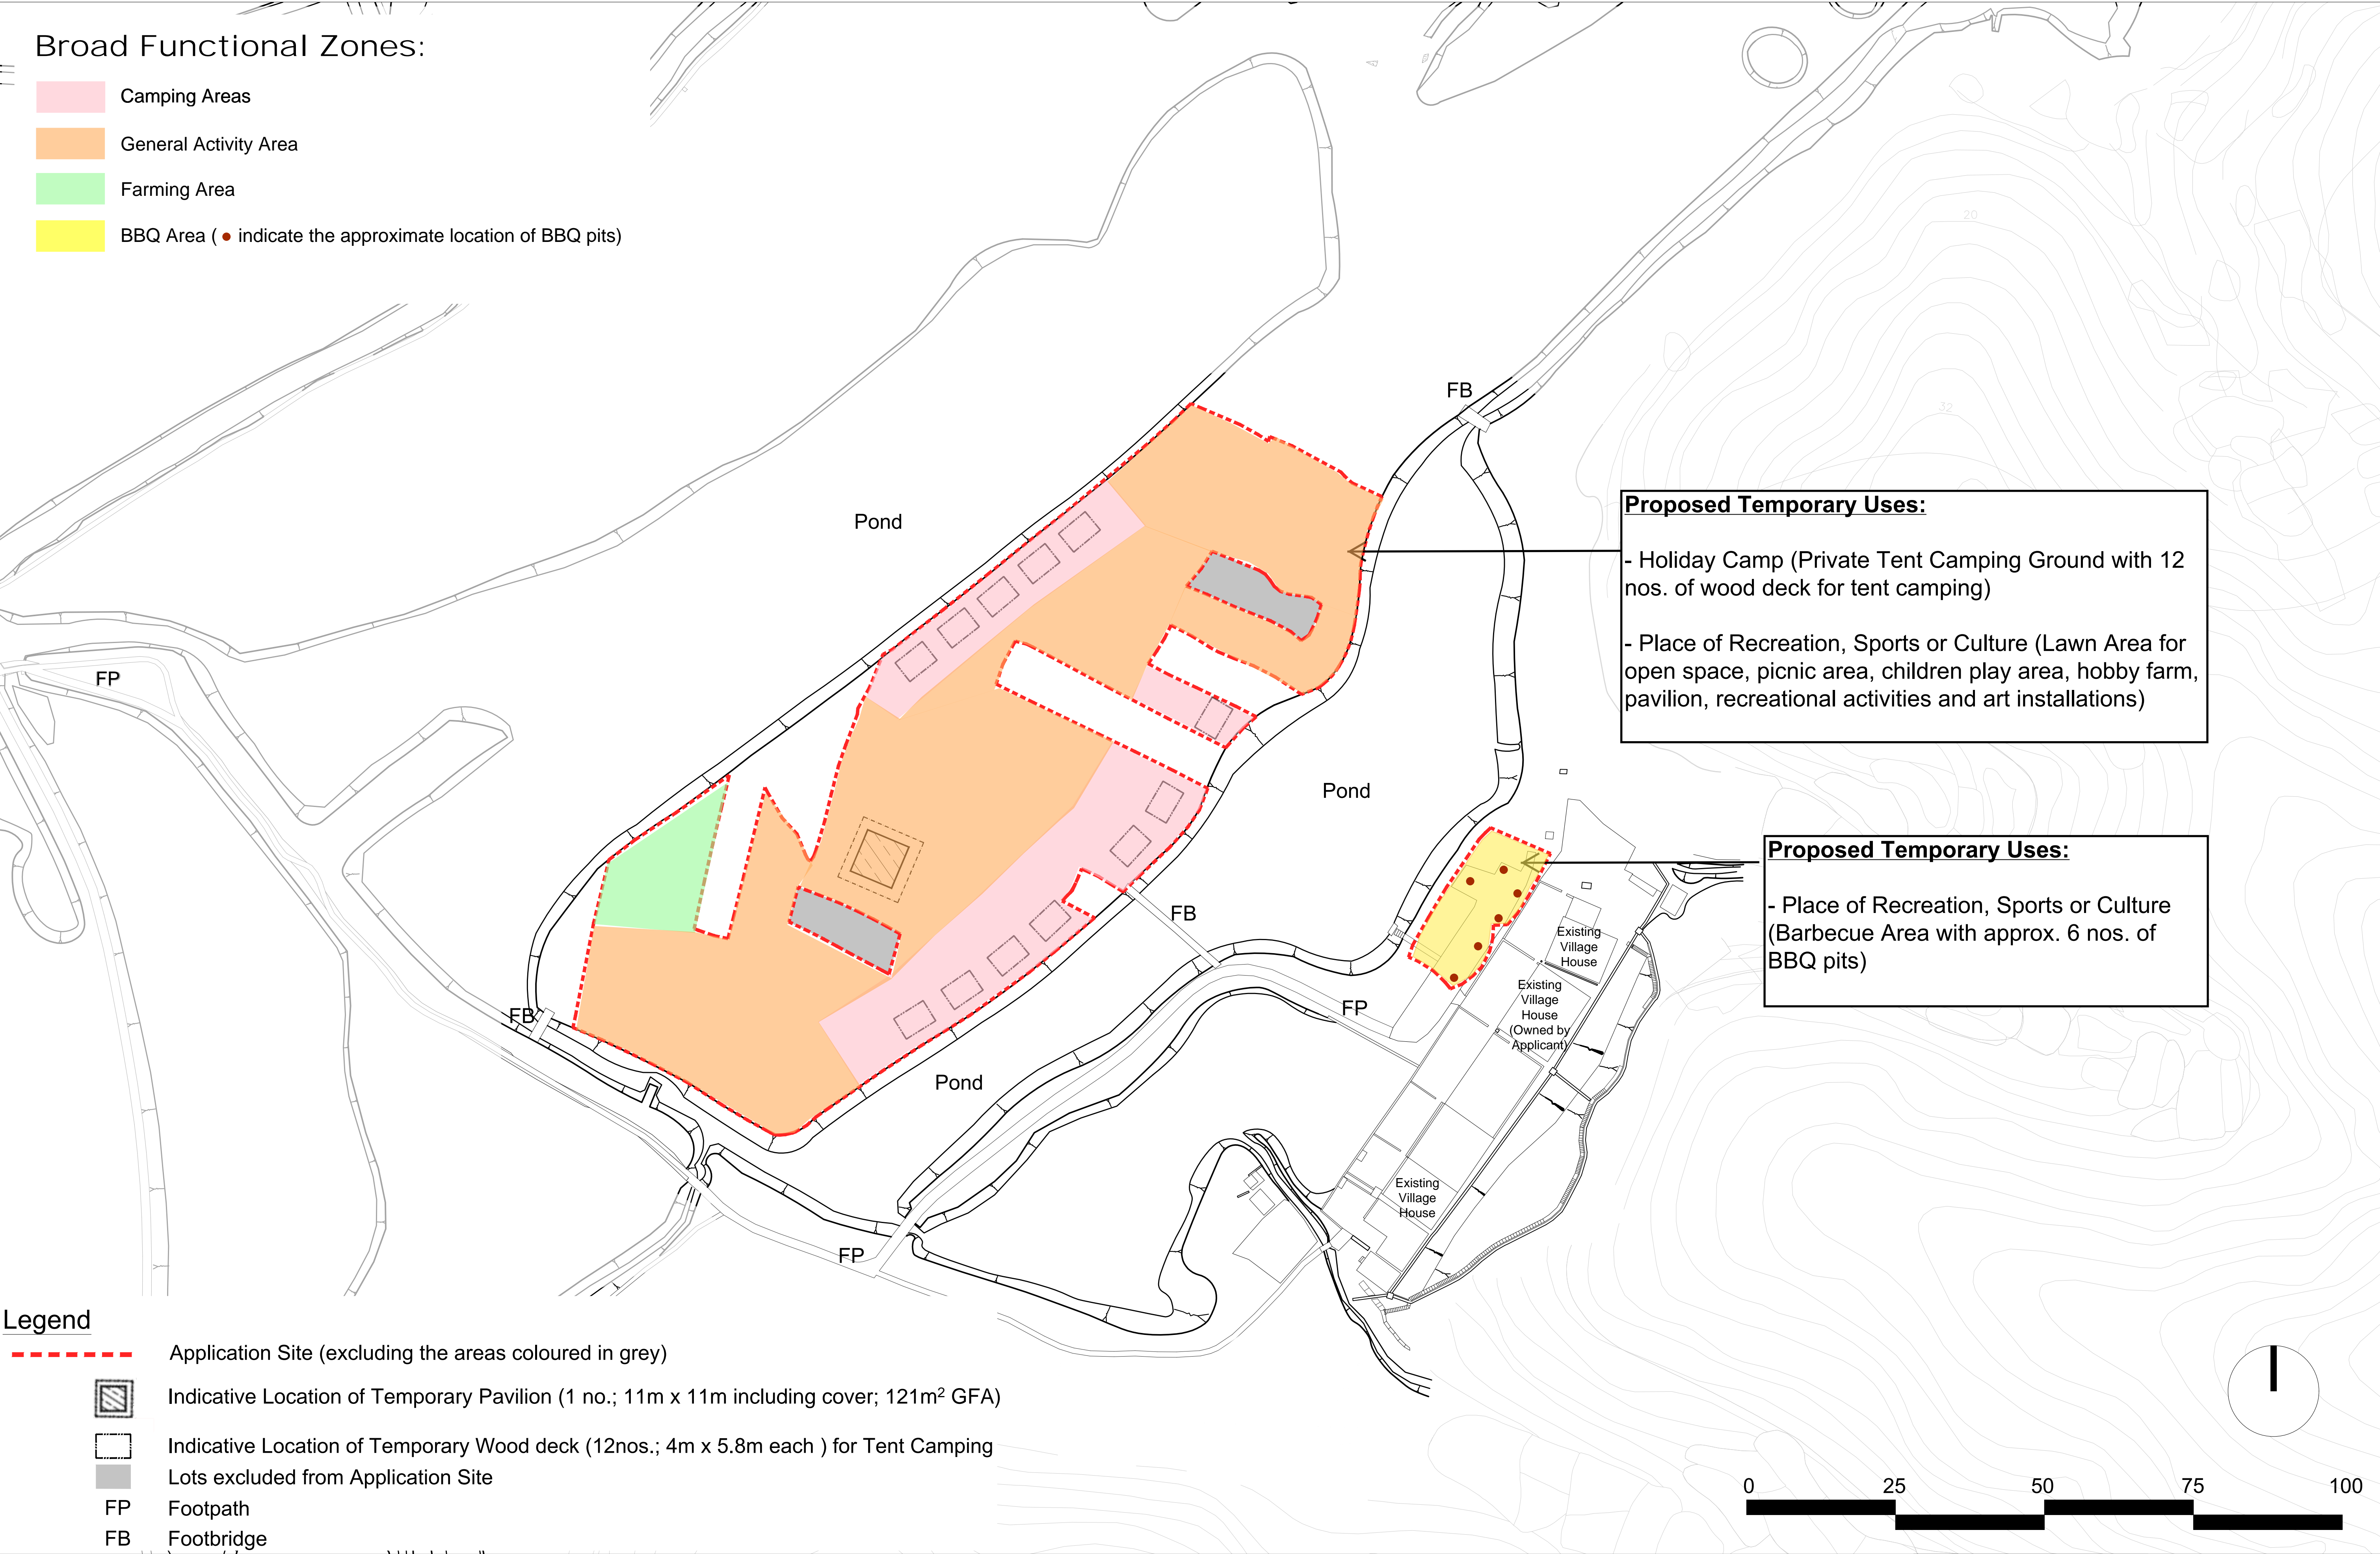 Broad Functional Zones:
Camping Areas
General Activity Area
Farming Area
BBQ Area ( ● indicate the approximate location of BBQ pits)
20
32
FB
Pond
Proposed Temporary Uses:
- Holiday Camp (Private Tent Camping Ground with 12
nos. of wood deck for tent camping)
- Place of Recreation, Sports or Culture (Lawn Area for
open space, picnic area, children play area, hobby farm,
pavilion, recreational activities and art installations)
FP
Pond
Proposed Temporary Uses:
- Place of Recreation, Sports or Culture
(Barbecue Area with approx. 6 nos. of
BBQ pits)
FB
Existing
Village
House
Existing
Village
House
(Owned by
Applicant)
FP
FB
Pond
Existing
Village
House
FP
Legend
Application Site (excluding the areas coloured in grey)
Indicative Location of Temporary Pavilion (1 no.; 11m x 11m including cover; 121m² GFA)
Indicative Location of Temporary Wood deck (12nos.; 4m x 5.8m each ) for Tent Camping
Lots excluded from Application Site
FP Footpath
FB Footbridge
0 25 50 75 100